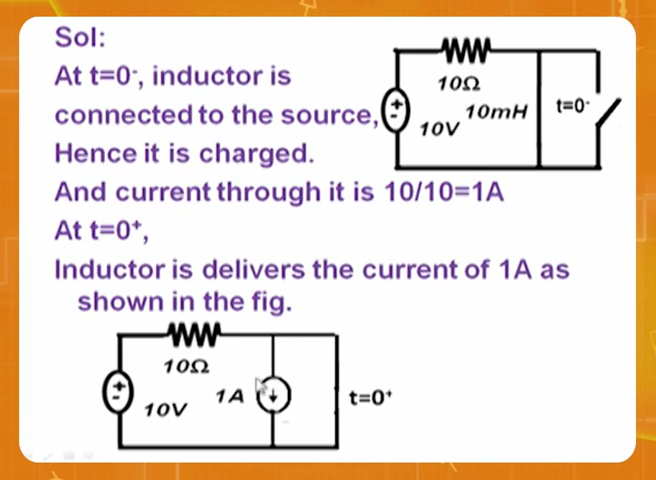 Sol:
At t=0-, inductor is
connected to the source,
Hence it is charged.
And current through it is 10/10=1A
At t=0⁺,
Inductor is delivers the current of 1A as
shown in the fig.
10Ω
10mH
t=0-
10V
10Ω
1A
10V
t=0⁺